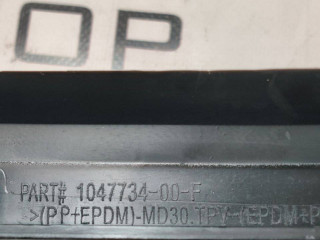 OP
PART# 1047734-00-F
>(PP+EPDM)-MD30.TPV-(EPDM+P